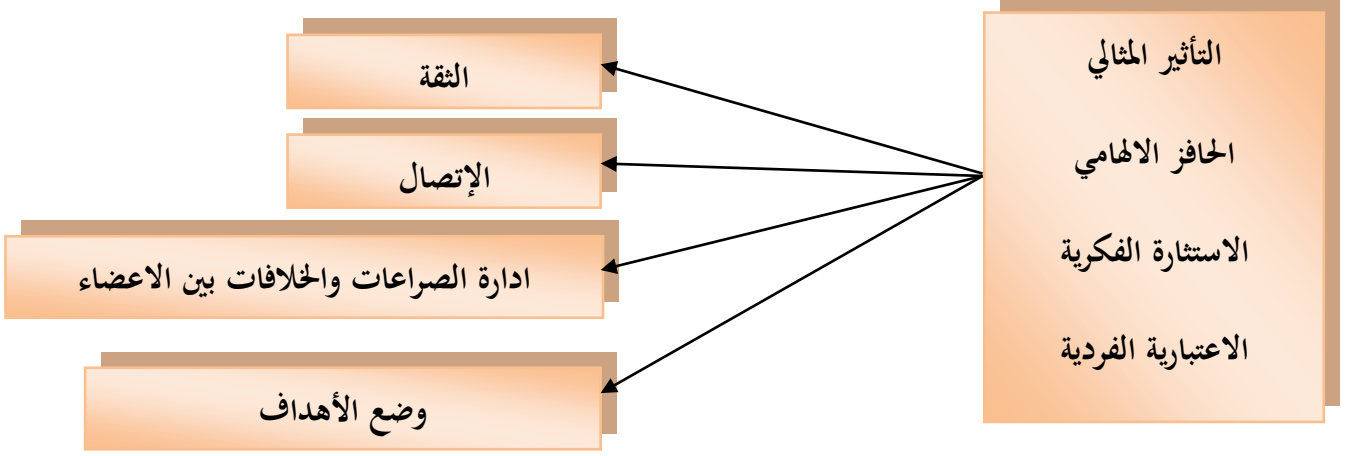 التأثير المثالي
الحافز الالهامي
الاستثارة الفكرية
الاعتبارية الفردية
الثقة
الإتصال
ادارة الصراعات والخلافات بين الاعضاء
وضع الأهداف